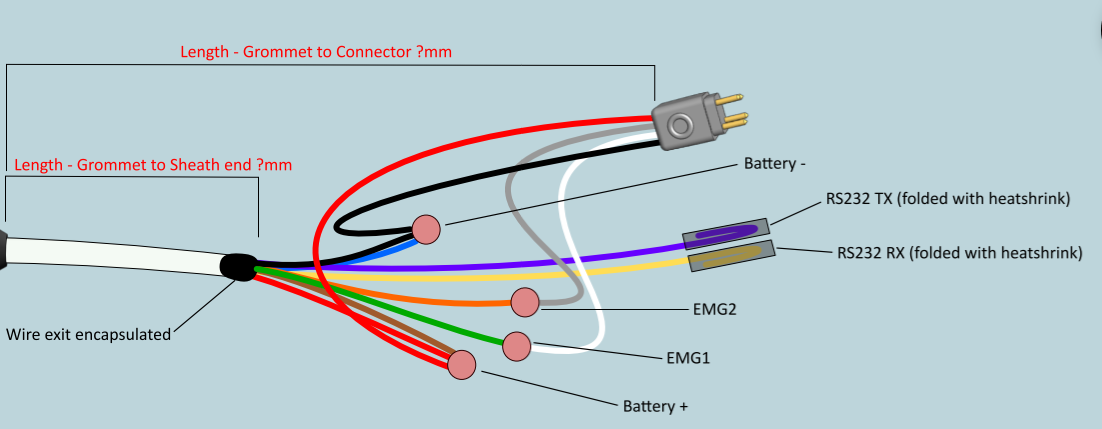 Length - Grommet to Connector ?mm
Length - Grommet to Sheath end ?mm
Battery -
RS232 TX (folded with heatshrink)
RS232 RX (folded with heatshrink)
EMG2
Wire exit encapsulated
EMG1
Battery +